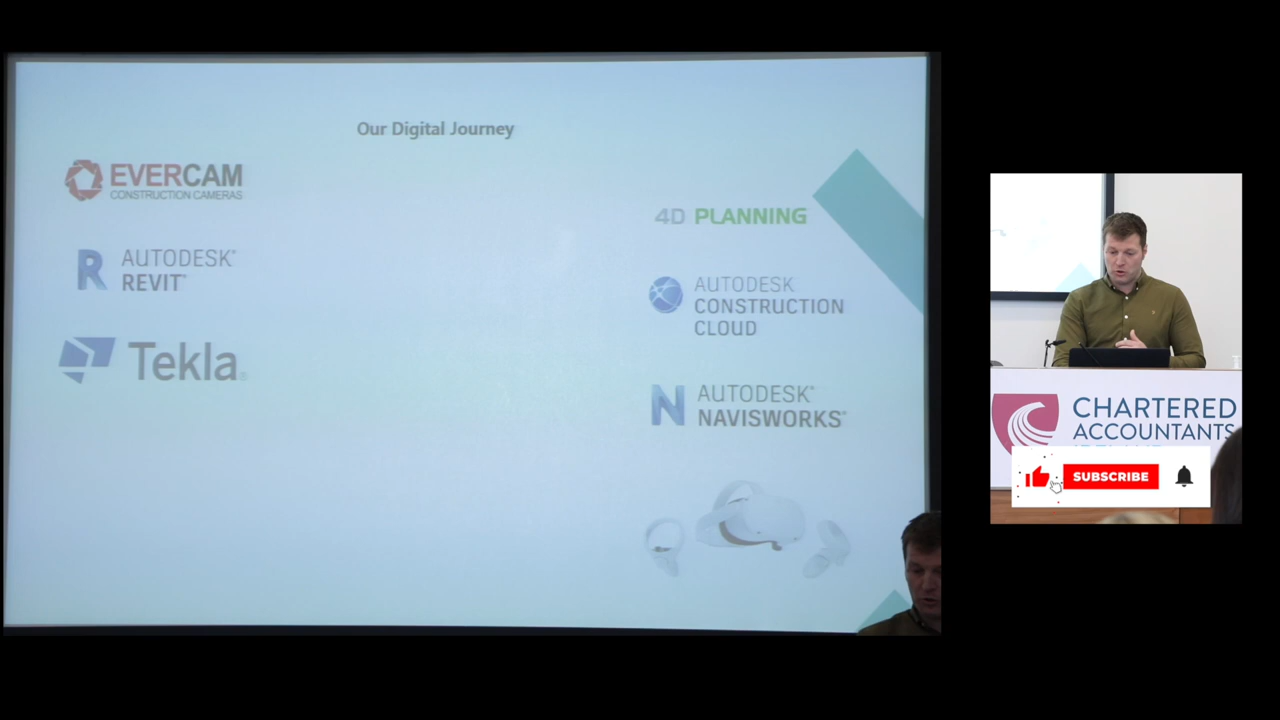 Our Digital Journey
EVERCAM
CONSTRUCTION CAMERAS
AUTODESK®
REVIT®
Tekla®
4D PLANNING
AUTODESK
CONSTRUCTION
CLOUD
N AUTODESK®
NAVISWORKS®
CHARTERED
ACCOUNTANTS
SUBSCRIBE